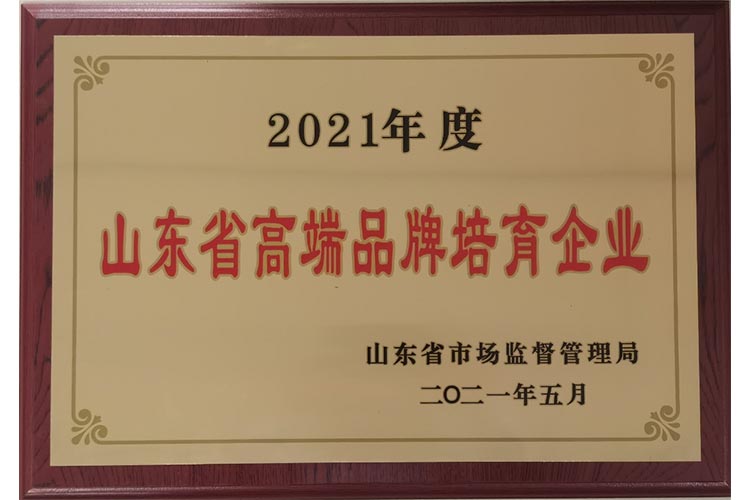 2021年度
山东省高端品牌培育企业
山东省市场监督管理局
二〇二一年五月